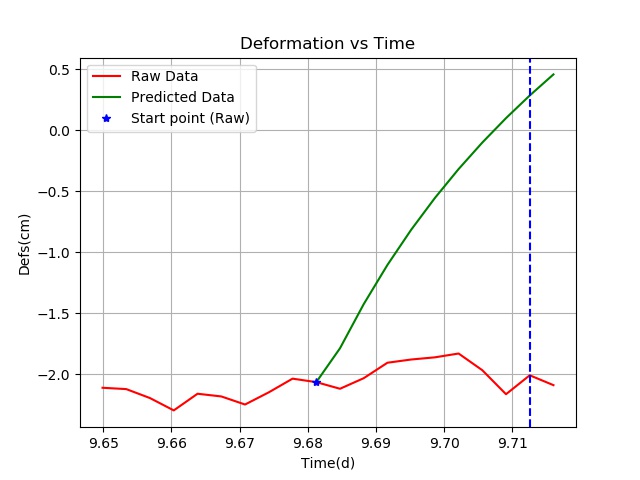 Deformation vs Time
Raw Data
Predicted Data
Start point (Raw)
Defs(cm)
0.5
0.0
−0.5
−1.0
−1.5
−2.0
9.65 9.66 9.67 9.68 9.69 9.70 9.71
Time(d)